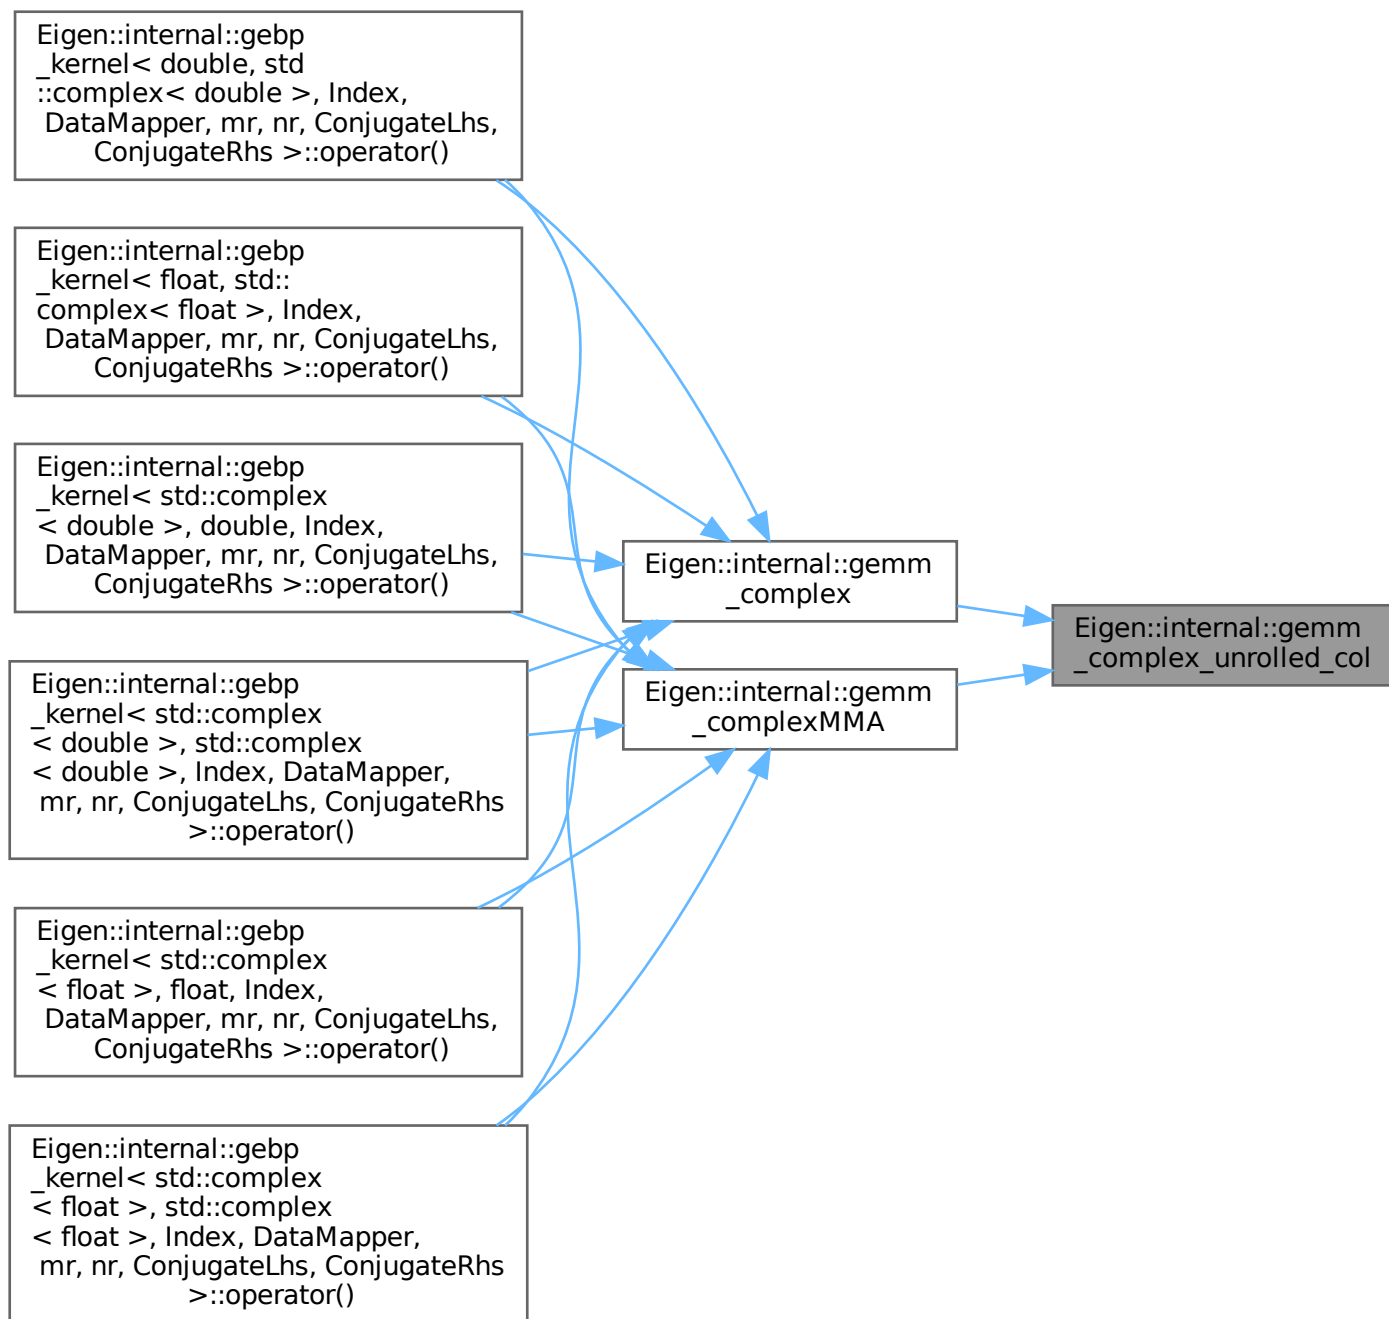 Eigen::internal::gebp
_kernel< double, std
::complex< double >, Index,
DataMapper, mr, nr, ConjugateLhs,
ConjugateRhs >::operator()
Eigen::internal::gebp
_kernel< float, std::
complex< float >, Index,
DataMapper, mr, nr, ConjugateLhs,
ConjugateRhs >::operator()
Eigen::internal::gebp
_kernel< std::complex
< double >, double, Index,
DataMapper, mr, nr, ConjugateLhs,
ConjugateRhs >::operator()
Eigen::internal::gebp
_kernel< std::complex
< double >, std::complex
< double >, Index, DataMapper,
mr, nr, ConjugateLhs, ConjugateRhs
>::operator()
Eigen::internal::gebp
_kernel< std::complex
< float >, float, Index,
DataMapper, mr, nr, ConjugateLhs,
ConjugateRhs >::operator()
Eigen::internal::gebp
_kernel< std::complex
< float >, std::complex
< float >, Index, DataMapper,
mr, nr, ConjugateLhs, ConjugateRhs
>::operator()
Eigen::internal::gemm
_complex
Eigen::internal::gemm
_complexMMA
Eigen::internal::gemm
_complex_unrolled_col